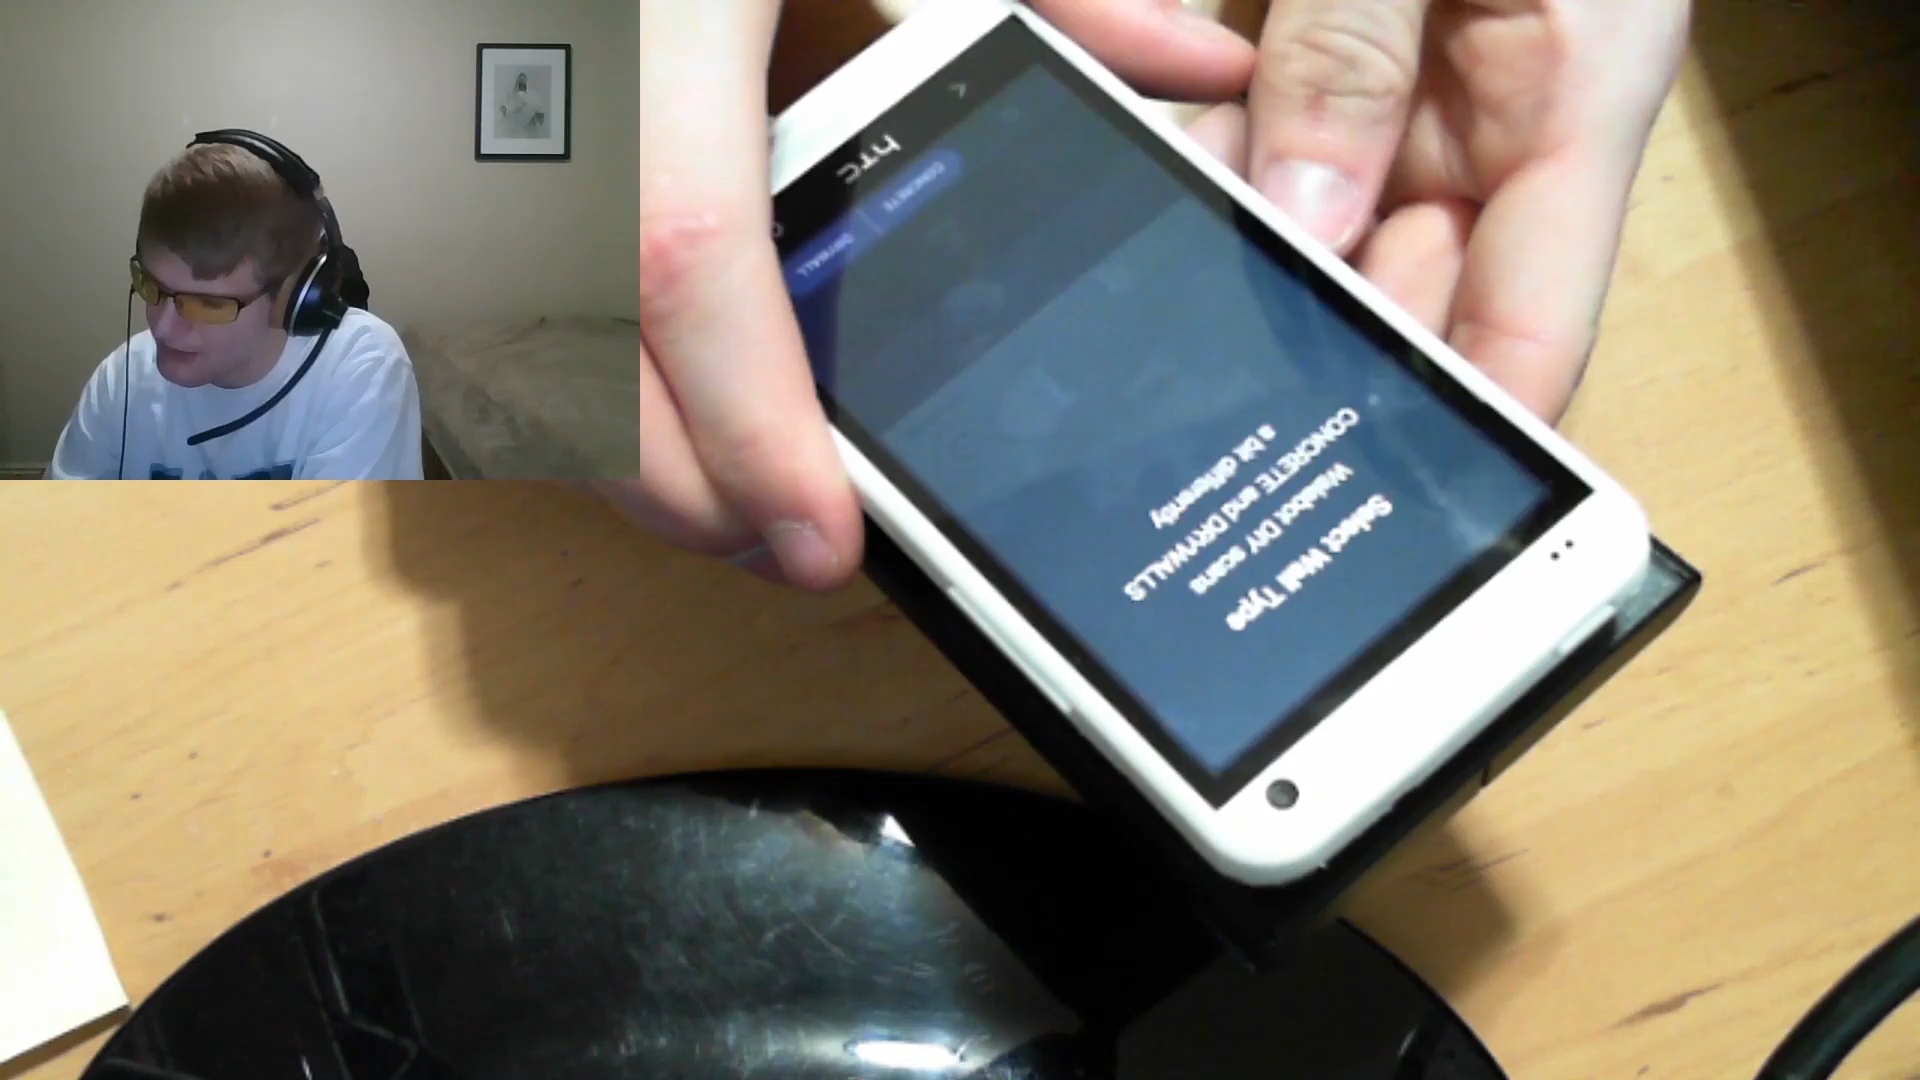 Select Wall Type
Walabot DIY scans
CONCRETE and DRYWALLS
a bit differently
DRYWALL
CONCRETE
hTC